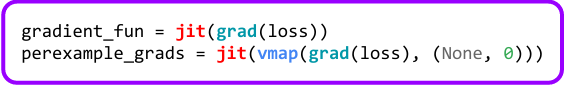 gradient_fun = jit(grad(loss))
perexample_grads = jit(vmap(grad(loss), (None, 0)))